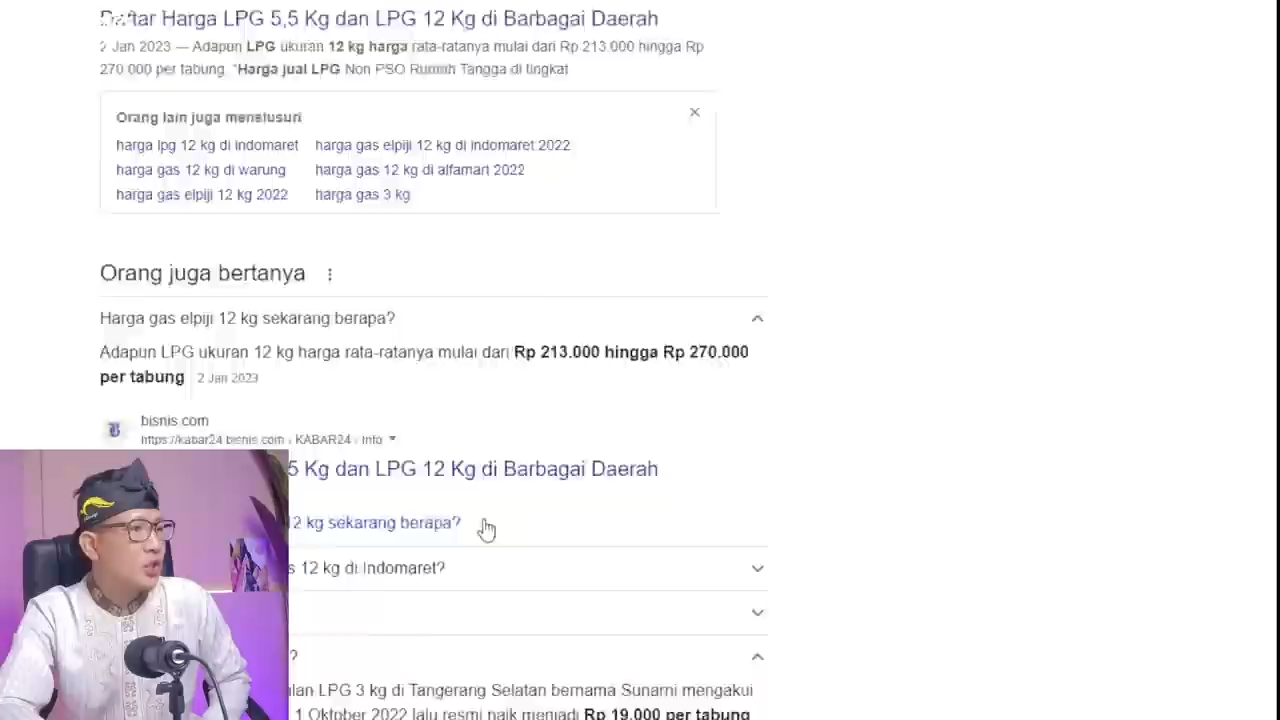 Daftar Harga LPG 5,5 Kg dan LPG 12 Kg di Barbagai Daerah
2 Jan 2023 — Adapun LPG ukuran 12 kg harga rata-ratanya mulai dari Rp 213.000 hingga Rp
270.000 per tabung. "Harga jual LPG Non PSO Rumah Tangga di tingkat
Orang lain juga menelusuri
harga lpg 12 kg di indomaret
harga gas elpiji 12 kg di indomaret 2022
harga gas 12 kg di warung
harga gas 12 kg di alfamart 2022
harga gas elpiji 12 kg 2022
harga gas 3 kg
Orang juga bertanya
Harga gas elpiji 12 kg sekarang berapa?
Adapun LPG ukuran 12 kg harga rata-ratanya mulai dari Rp 213.000 hingga Rp 270.000
per tabung 2 Jan 2023
bisnis.com
https://kabar24.bisnis.com › KABAR24 › Info
5 Kg dan LPG 12 Kg di Barbagai Daerah
12 kg sekarang berapa?
s 12 kg di Indomaret?
?
lan LPG 3 kg di Tangerang Selatan bernama Sunarni mengakui
1 Oktober 2022 lalu resmi naik menjadi Rp 19.000 per tabung